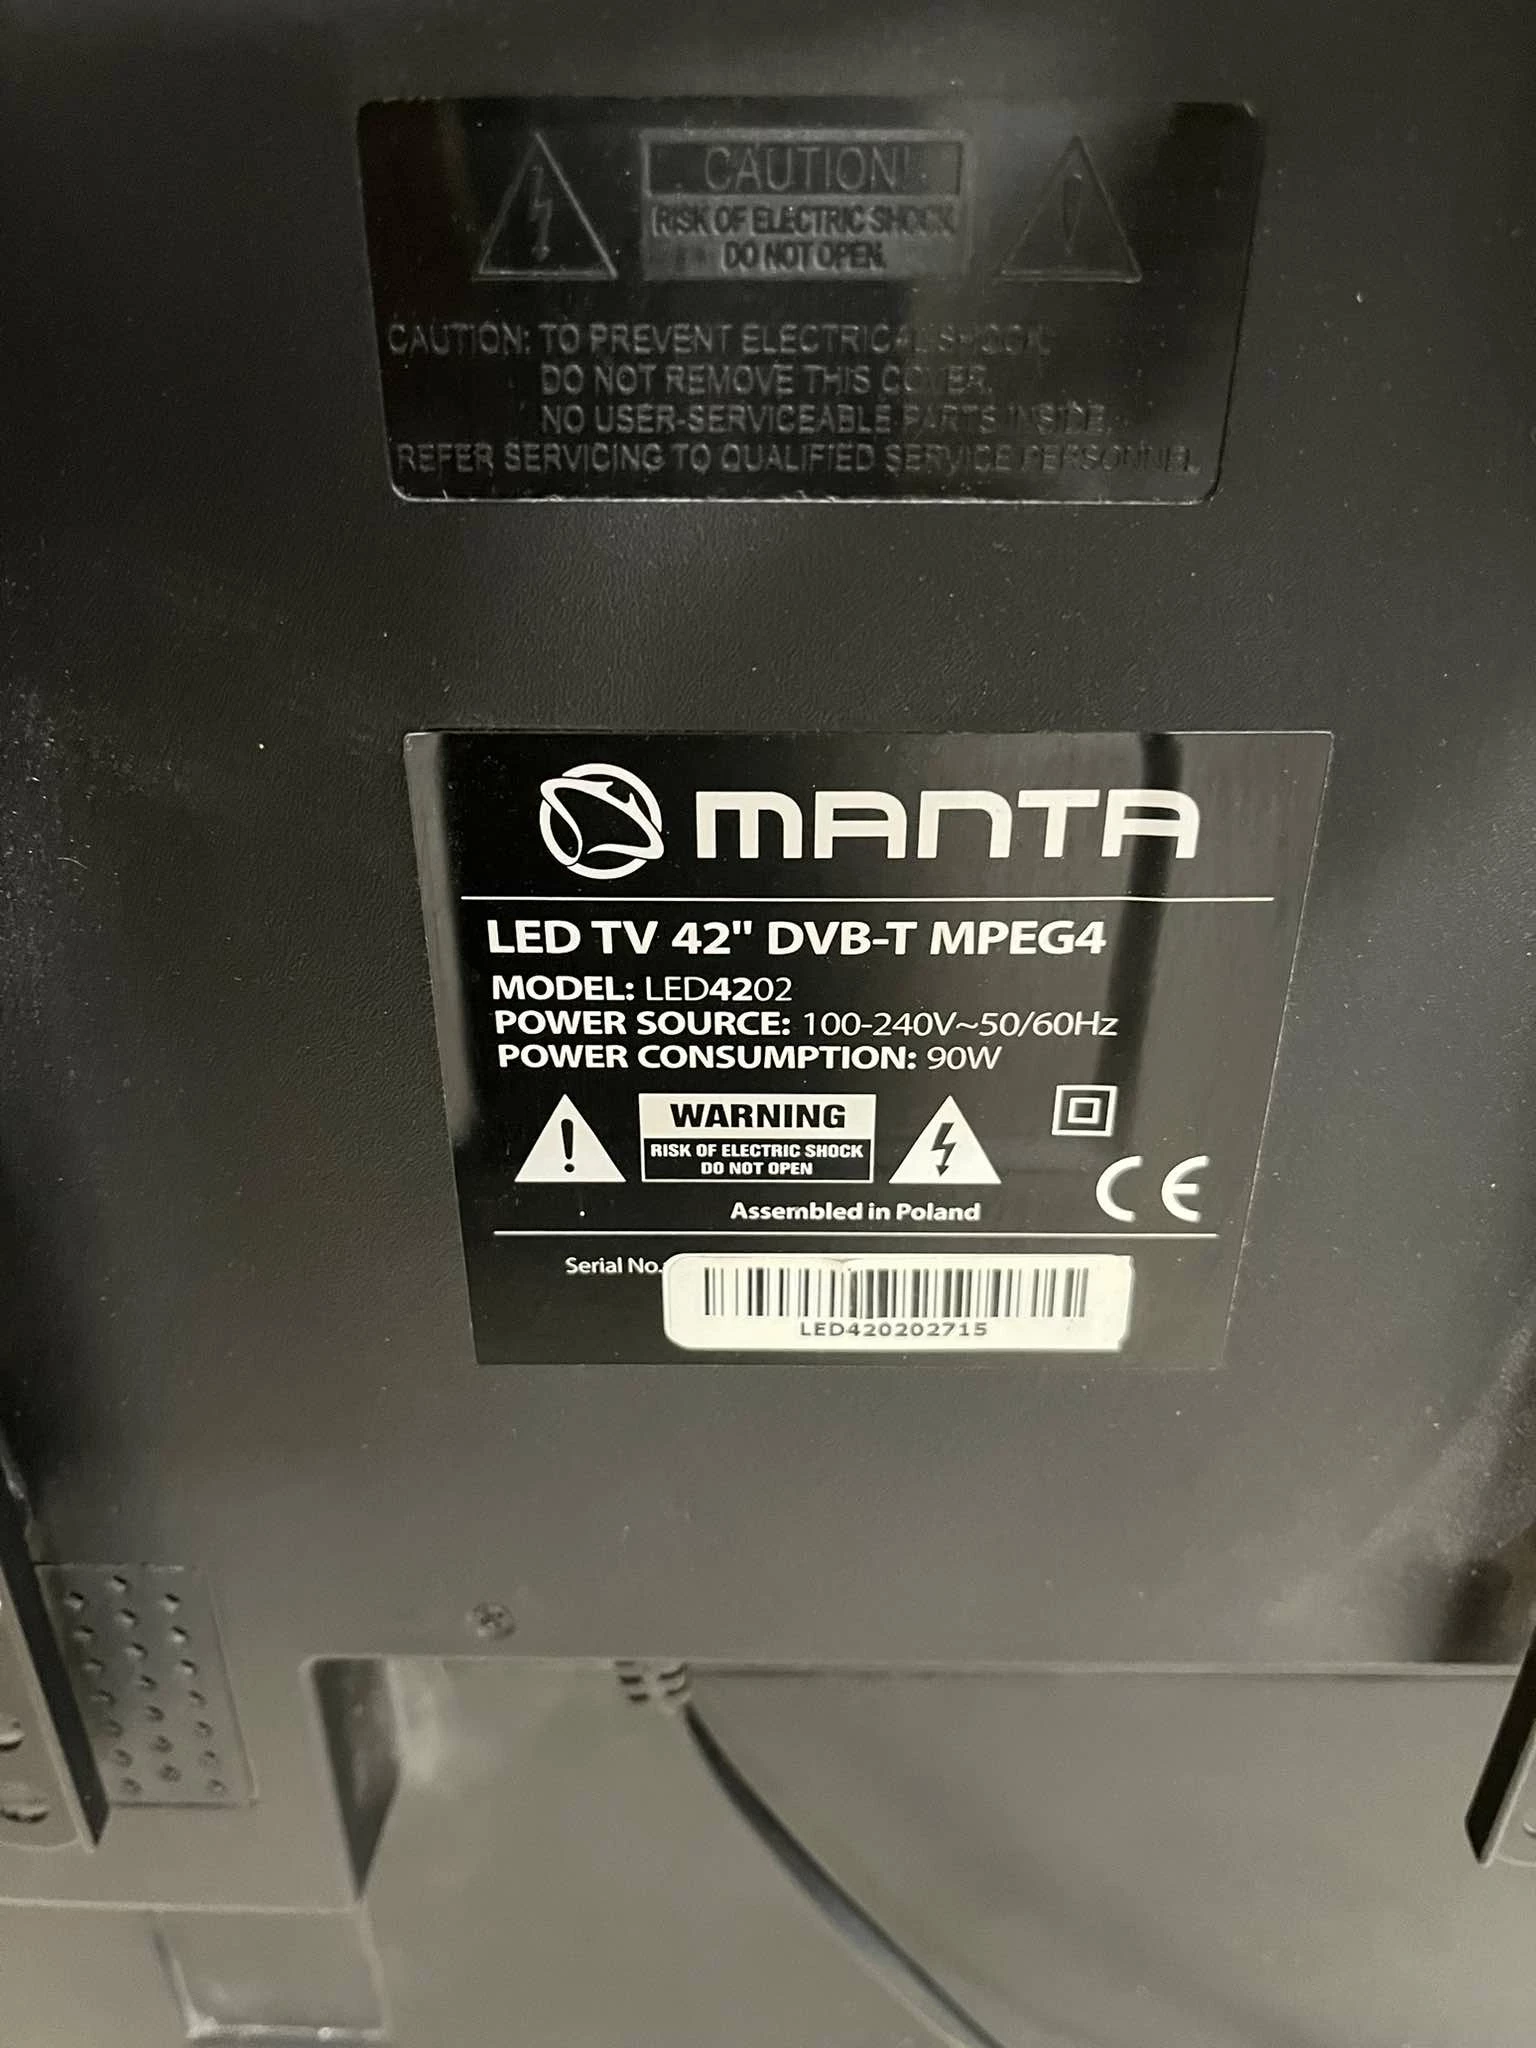 CAUTION!
RISK OF ELECTRIC SHOCK
DO NOT OPEN.
CAUTION: TO PREVENT ELECTRICAL SHOCK,
DO NOT REMOVE THIS COVER,
NO USER-SERVICEABLE PARTS INSIDE,
REFER SERVICING TO QUALIFIED SERVICE PERSONNEL
MANTA
LED TV 42" DVB-T MPEG4
MODEL: LED4202
POWER SOURCE: 100-240V~50/60Hz
POWER CONSUMPTION: 90W
WARNING
RISK OF ELECTRIC SHOCK
DO NOT OPEN
CE
Assembled in Poland
Serial No.:
LED420202715